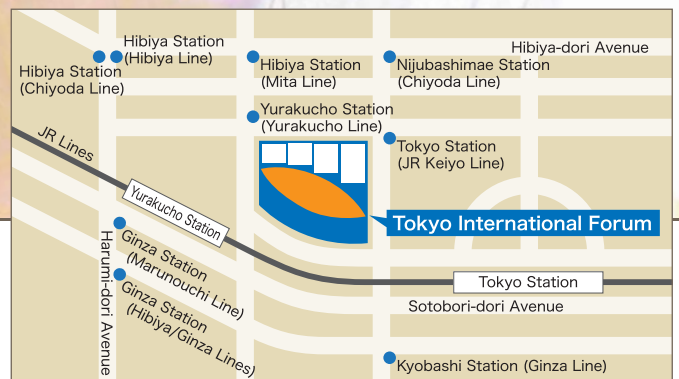 Hibiya Station
(Hibiya Line)
Hibiya-dori Avenue
Hibiya Station
(Chiyoda Line)
Hibiya Station
(Mita Line)
Nijubashimae Station
(Chiyoda Line)
Yurakucho Station
(Yurakucho Line)
JR Lines
Tokyo Station
(JR Keiyo Line)
Yurakucho Station
Tokyo International Forum
Ginza Station
(Marunouchi Line)
Harumi-dori Avenue
Tokyo Station
Ginza Station
(Hibiya/Ginza Lines)
Sotobori-dori Avenue
Kyobashi Station (Ginza Line)